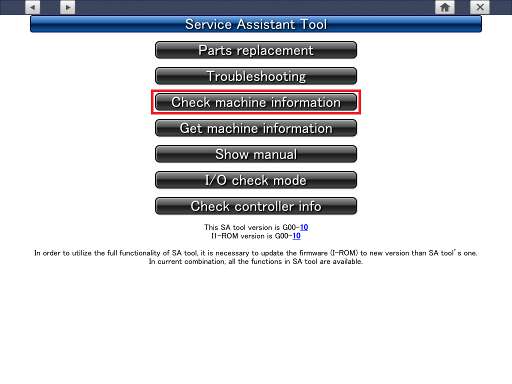 Service Assistant Tool
Parts replacement
Troubleshooting
Check machine information
Get machine information
Show manual
I/O check mode
Check controller info
This SA tool version is G00-10
(I-ROM version is G00-10
In order to utilize the full functionality of SA tool, it is necessary to update the firmware (I-ROM) to new version than SA tool's one.
In current combination, all the functions in SA tool are available.